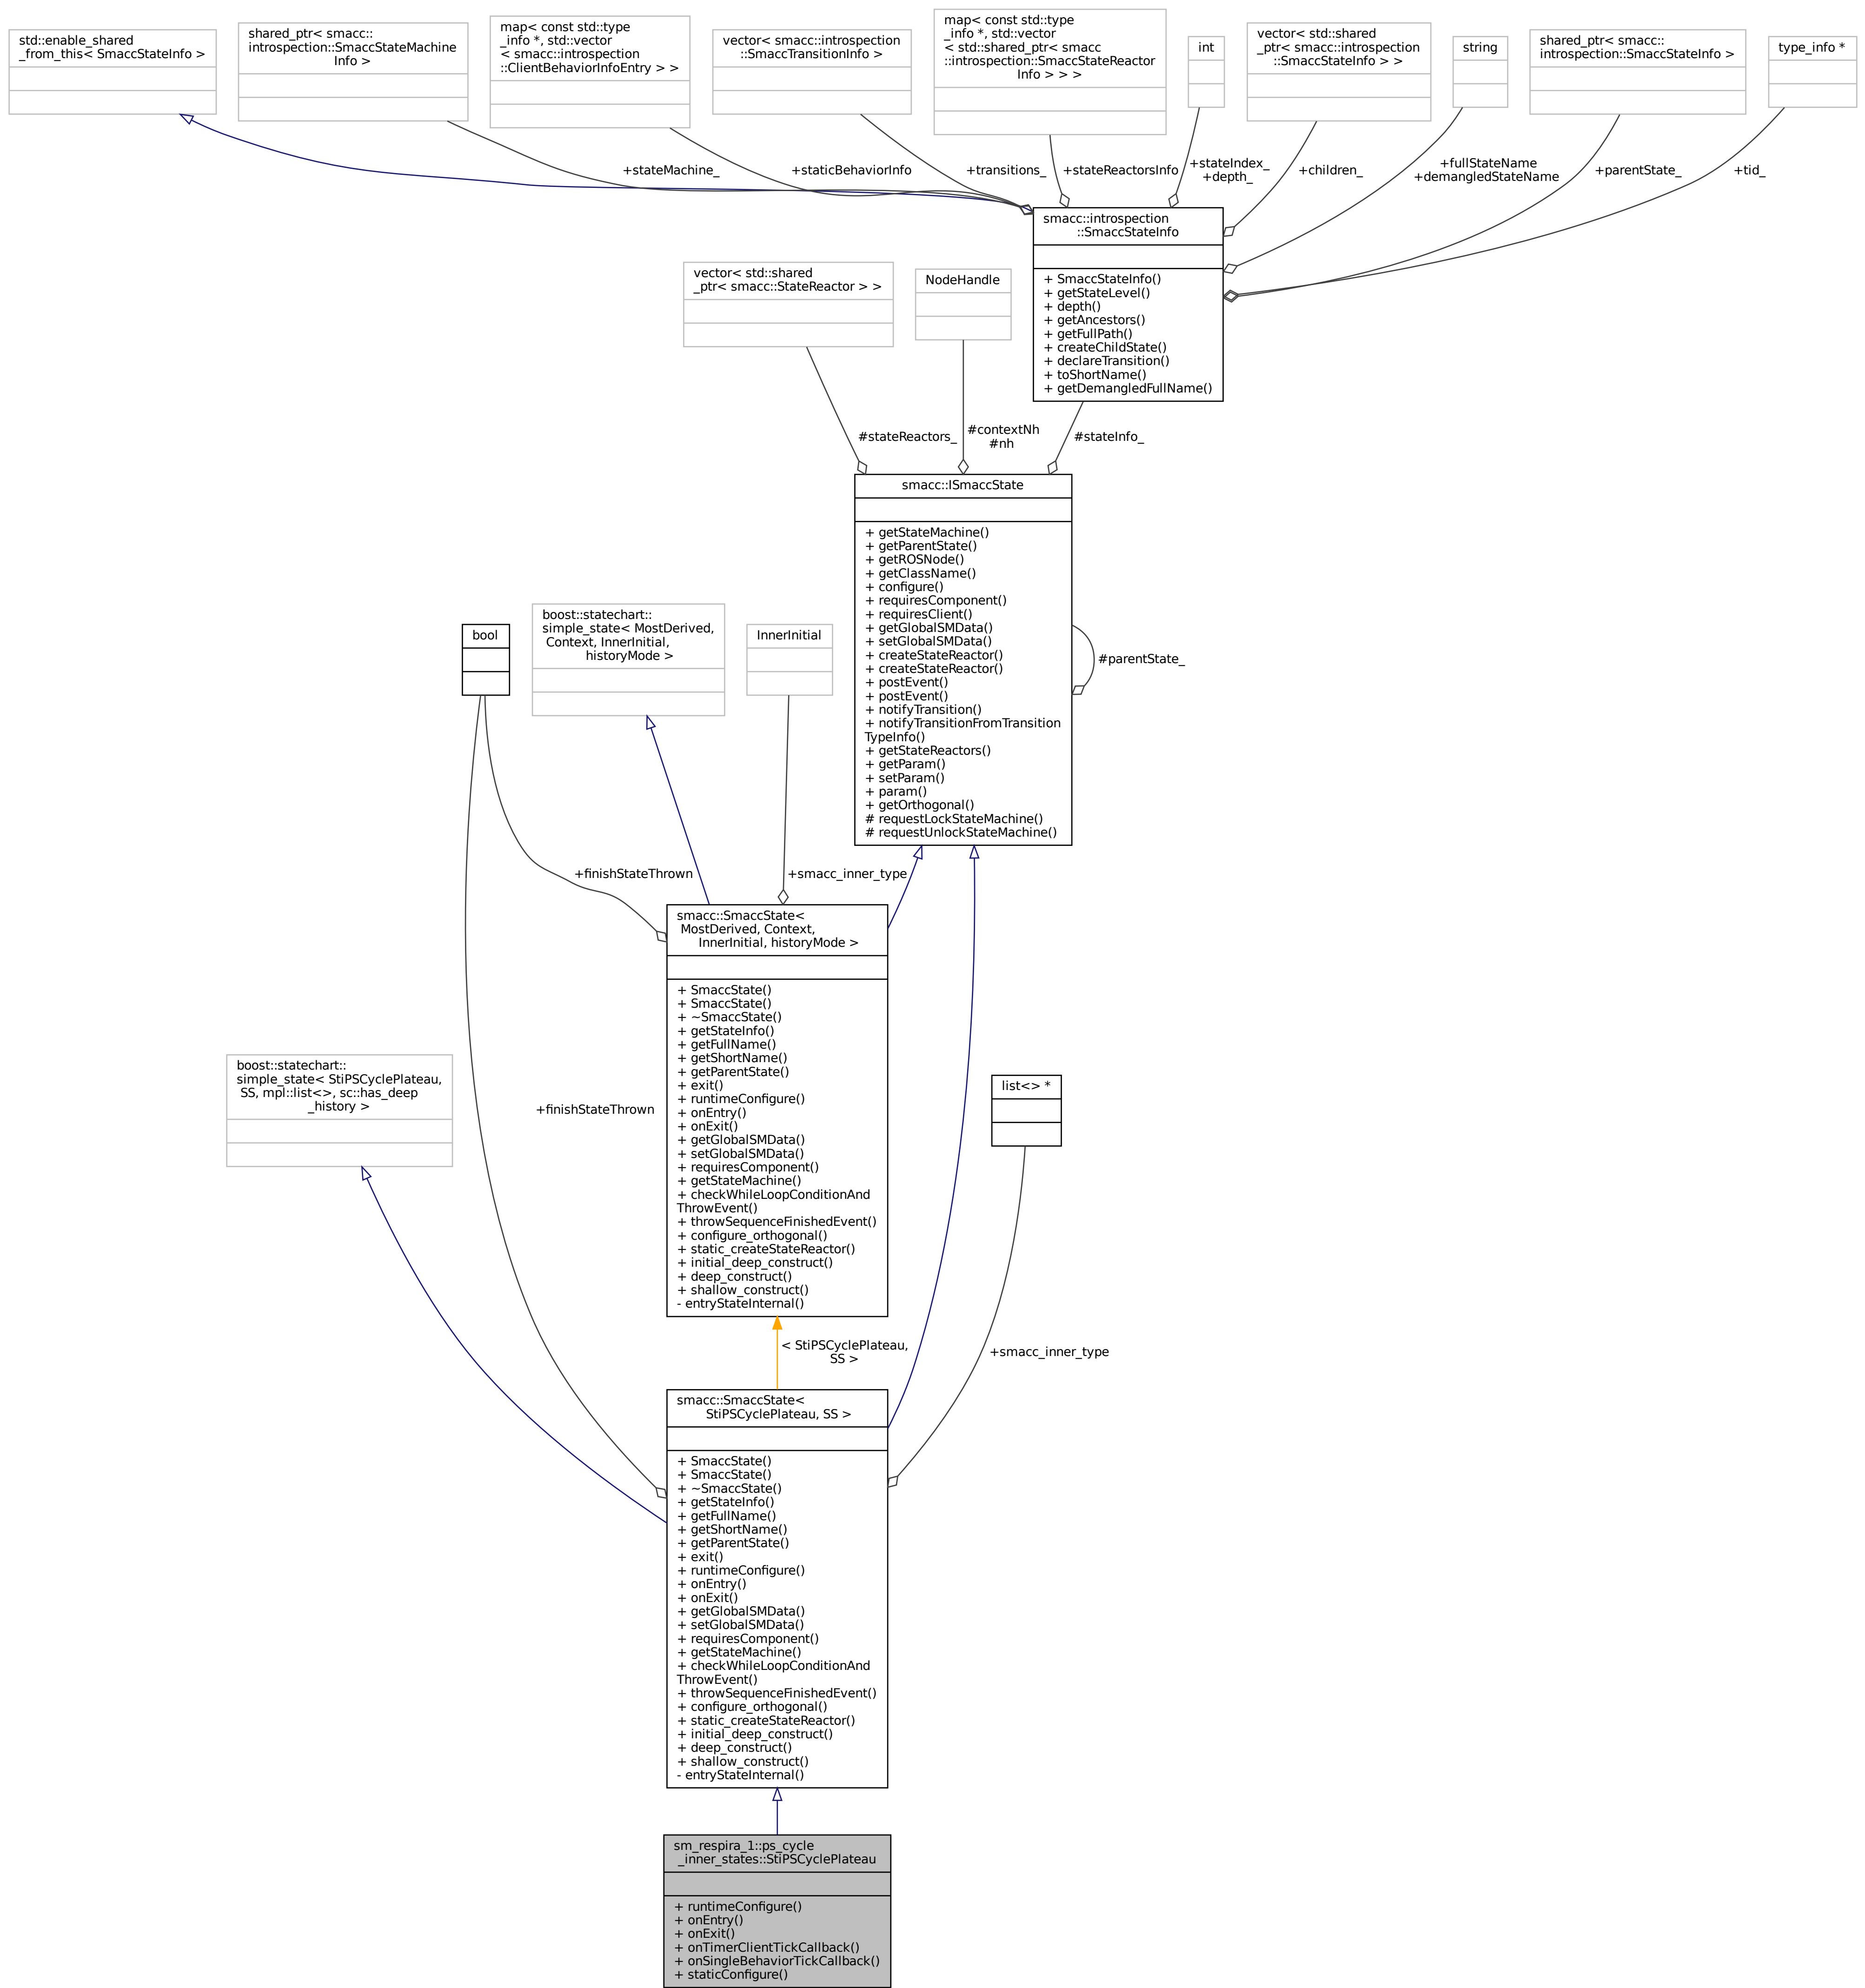 std::enable_shared
_from_this< SmaccStateInfo >
shared_ptr< smacc::
introspection::SmaccStateMachine
Info >
map< const std::type
_info *, std::vector
< smacc::introspection
::ClientBehaviorInfoEntry > >
vector< smacc::introspection
::SmaccTransitionInfo >
map< const std::type
_info *, std::vector
< std::shared_ptr< smacc
::introspection::SmaccStateReactor
Info > > >
int
vector< std::shared
_ptr< smacc::introspection
::SmaccStateInfo > >
string
shared_ptr< smacc::
introspection::SmaccStateInfo >
type_info *
+stateMachine_
+staticBehaviorInfo
+transitions_
+stateReactorsInfo
+stateIndex_
+depth_
+children_
+fullStateName
+demangledStateName
+parentState_
+tid_
smacc::introspection
::SmaccStateInfo
+ SmaccStateInfo()
+ getStateLevel()
+ depth()
+ getAncestors()
+ getFullPath()
+ createChildState()
+ declareTransition()
+ toShortName()
+ getDemangledFullName()
vector< std::shared
_ptr< smacc::StateReactor > >
NodeHandle
#stateReactors_
#contextNh
#nh
#stateInfo_
smacc::ISmaccState
+ getStateMachine()
+ getParentState()
+ getROSNode()
+ getClassName()
+ configure()
+ requiresComponent()
+ requiresClient()
+ getGlobalSMData()
+ setGlobalSMData()
+ createStateReactor()
+ createStateReactor()
+ postEvent()
+ postEvent()
+ notifyTransition()
+ notifyTransitionFromTransition
TypeInfo()
+ getStateReactors()
+ getParam()
+ setParam()
+ param()
+ getOrthogonal()
# requestLockStateMachine()
# requestUnlockStateMachine()
#parentState_
bool
boost::statechart::
simple_state< MostDerived,
Context, InnerInitial,
historyMode >
InnerInitial
+finishStateThrown
+smacc_inner_type
smacc::SmaccState<
MostDerived, Context,
InnerInitial, historyMode >
+ SmaccState()
+ SmaccState()
+ ~SmaccState()
+ getStateInfo()
+ getFullName()
+ getShortName()
+ getParentState()
+ exit()
+ runtimeConfigure()
+ onEntry()
+ onExit()
+ getGlobalSMData()
+ setGlobalSMData()
+ requiresComponent()
+ getStateMachine()
+ checkWhileLoopConditionAnd
ThrowEvent()
+ throwSequenceFinishedEvent()
+ configure_orthogonal()
+ static_createStateReactor()
+ initial_deep_construct()
+ deep_construct()
+ shallow_construct()
- entryStateInternal()
boost::statechart::
simple_state< StiPSCyclePlateau,
SS, mpl::list<>, sc::has_deep
_history >
+finishStateThrown
list<> *
< StiPSCyclePlateau,
SS >
+smacc_inner_type
smacc::SmaccState<
StiPSCyclePlateau, SS >
+ SmaccState()
+ SmaccState()
+ ~SmaccState()
+ getStateInfo()
+ getFullName()
+ getShortName()
+ getParentState()
+ exit()
+ runtimeConfigure()
+ onEntry()
+ onExit()
+ getGlobalSMData()
+ setGlobalSMData()
+ requiresComponent()
+ getStateMachine()
+ checkWhileLoopConditionAnd
ThrowEvent()
+ throwSequenceFinishedEvent()
+ configure_orthogonal()
+ static_createStateReactor()
+ initial_deep_construct()
+ deep_construct()
+ shallow_construct()
- entryStateInternal()
sm_respira_1::ps_cycle
_inner_states::StiPSCyclePlateau
+ runtimeConfigure()
+ onEntry()
+ onExit()
+ onTimerClientTickCallback()
+ onSingleBehaviorTickCallback()
+ staticConfigure()